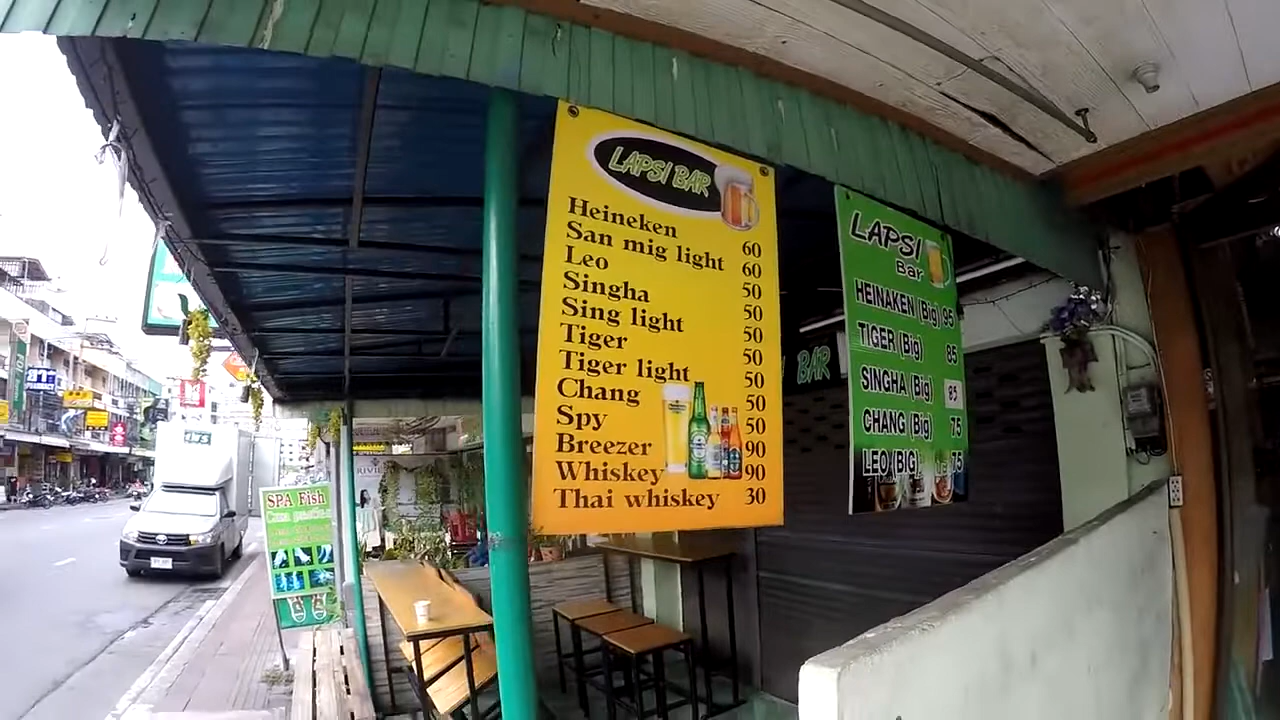 LAPSI BAR
Heineken 60
San mig light 60
Leo 50
Singha 50
Sing light 50
Tiger 50
Tiger light 50
Chang 50
Spy 50
Breezer 90
Whiskey 90
Thai whiskey 30
LAPSI
Bar
HEINAKEN (Big) 95
TIGER (Big) 85
SINGHA (Big) 85
CHANG (Big) 75
LEO (BIG) 75
BAR
SPA Fish